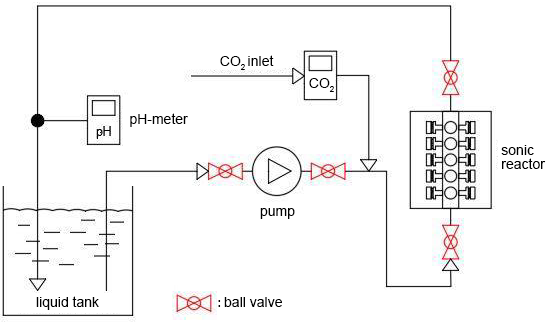 CO2 inlet
CO2
pH
pH-meter
sonic
reactor
pump
liquid tank
: ball valve